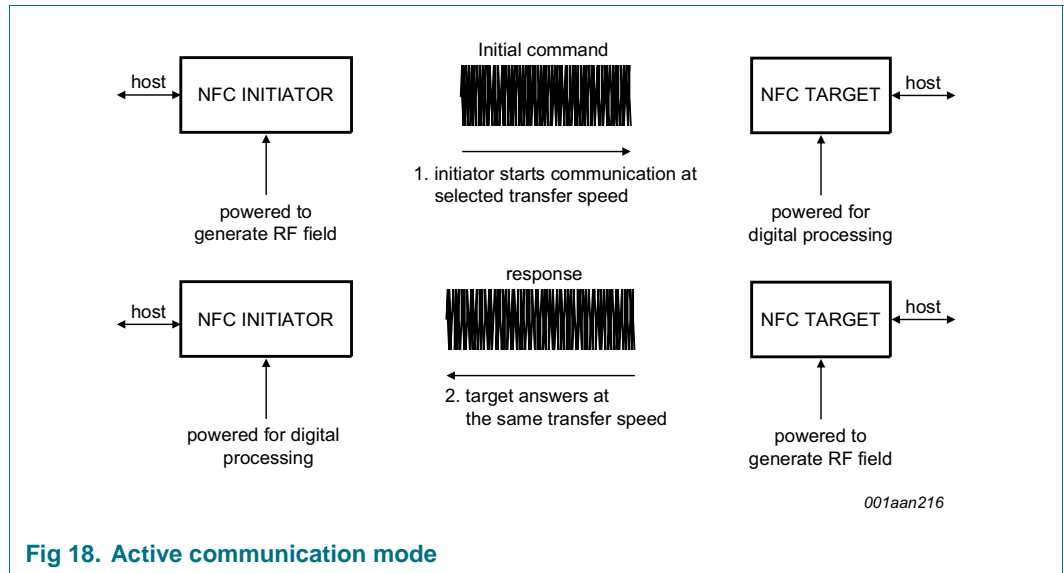 Initial command
host
NFC INITIATOR
NFC TARGET
host
1. initiator starts communication at
selected transfer speed
powered to
generate RF field
powered for
digital processing
response
host
NFC INITIATOR
NFC TARGET
host
2. target answers at
the same transfer speed
powered for digital
processing
powered to
generate RF field
001aan216
Fig 18. Active communication mode